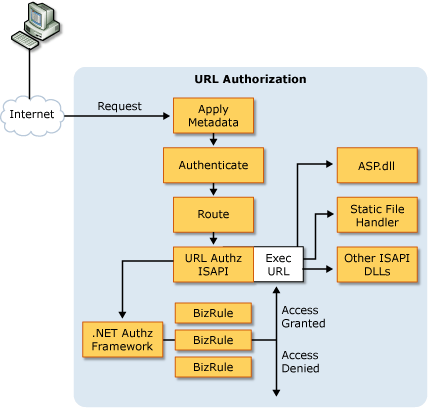 URL Authorization
Internet
Request
Apply
Metadata
Authenticate
ASP.dll
Route
Static File
Handler
URL Authz
ISAPI
Exec
URL
Other ISAPI
DLLs
BizRule
Access
Granted
.NET Authz
Framework
BizRule
BizRule
Access
Denied